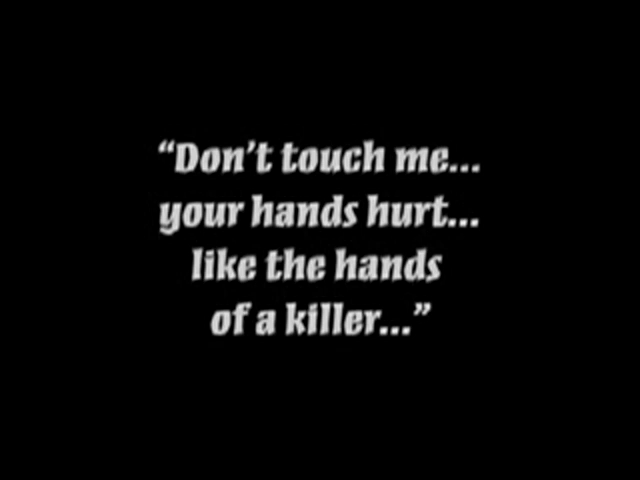 “Don’t touch me...
your hands hurt...
like the hands
of a killer...”